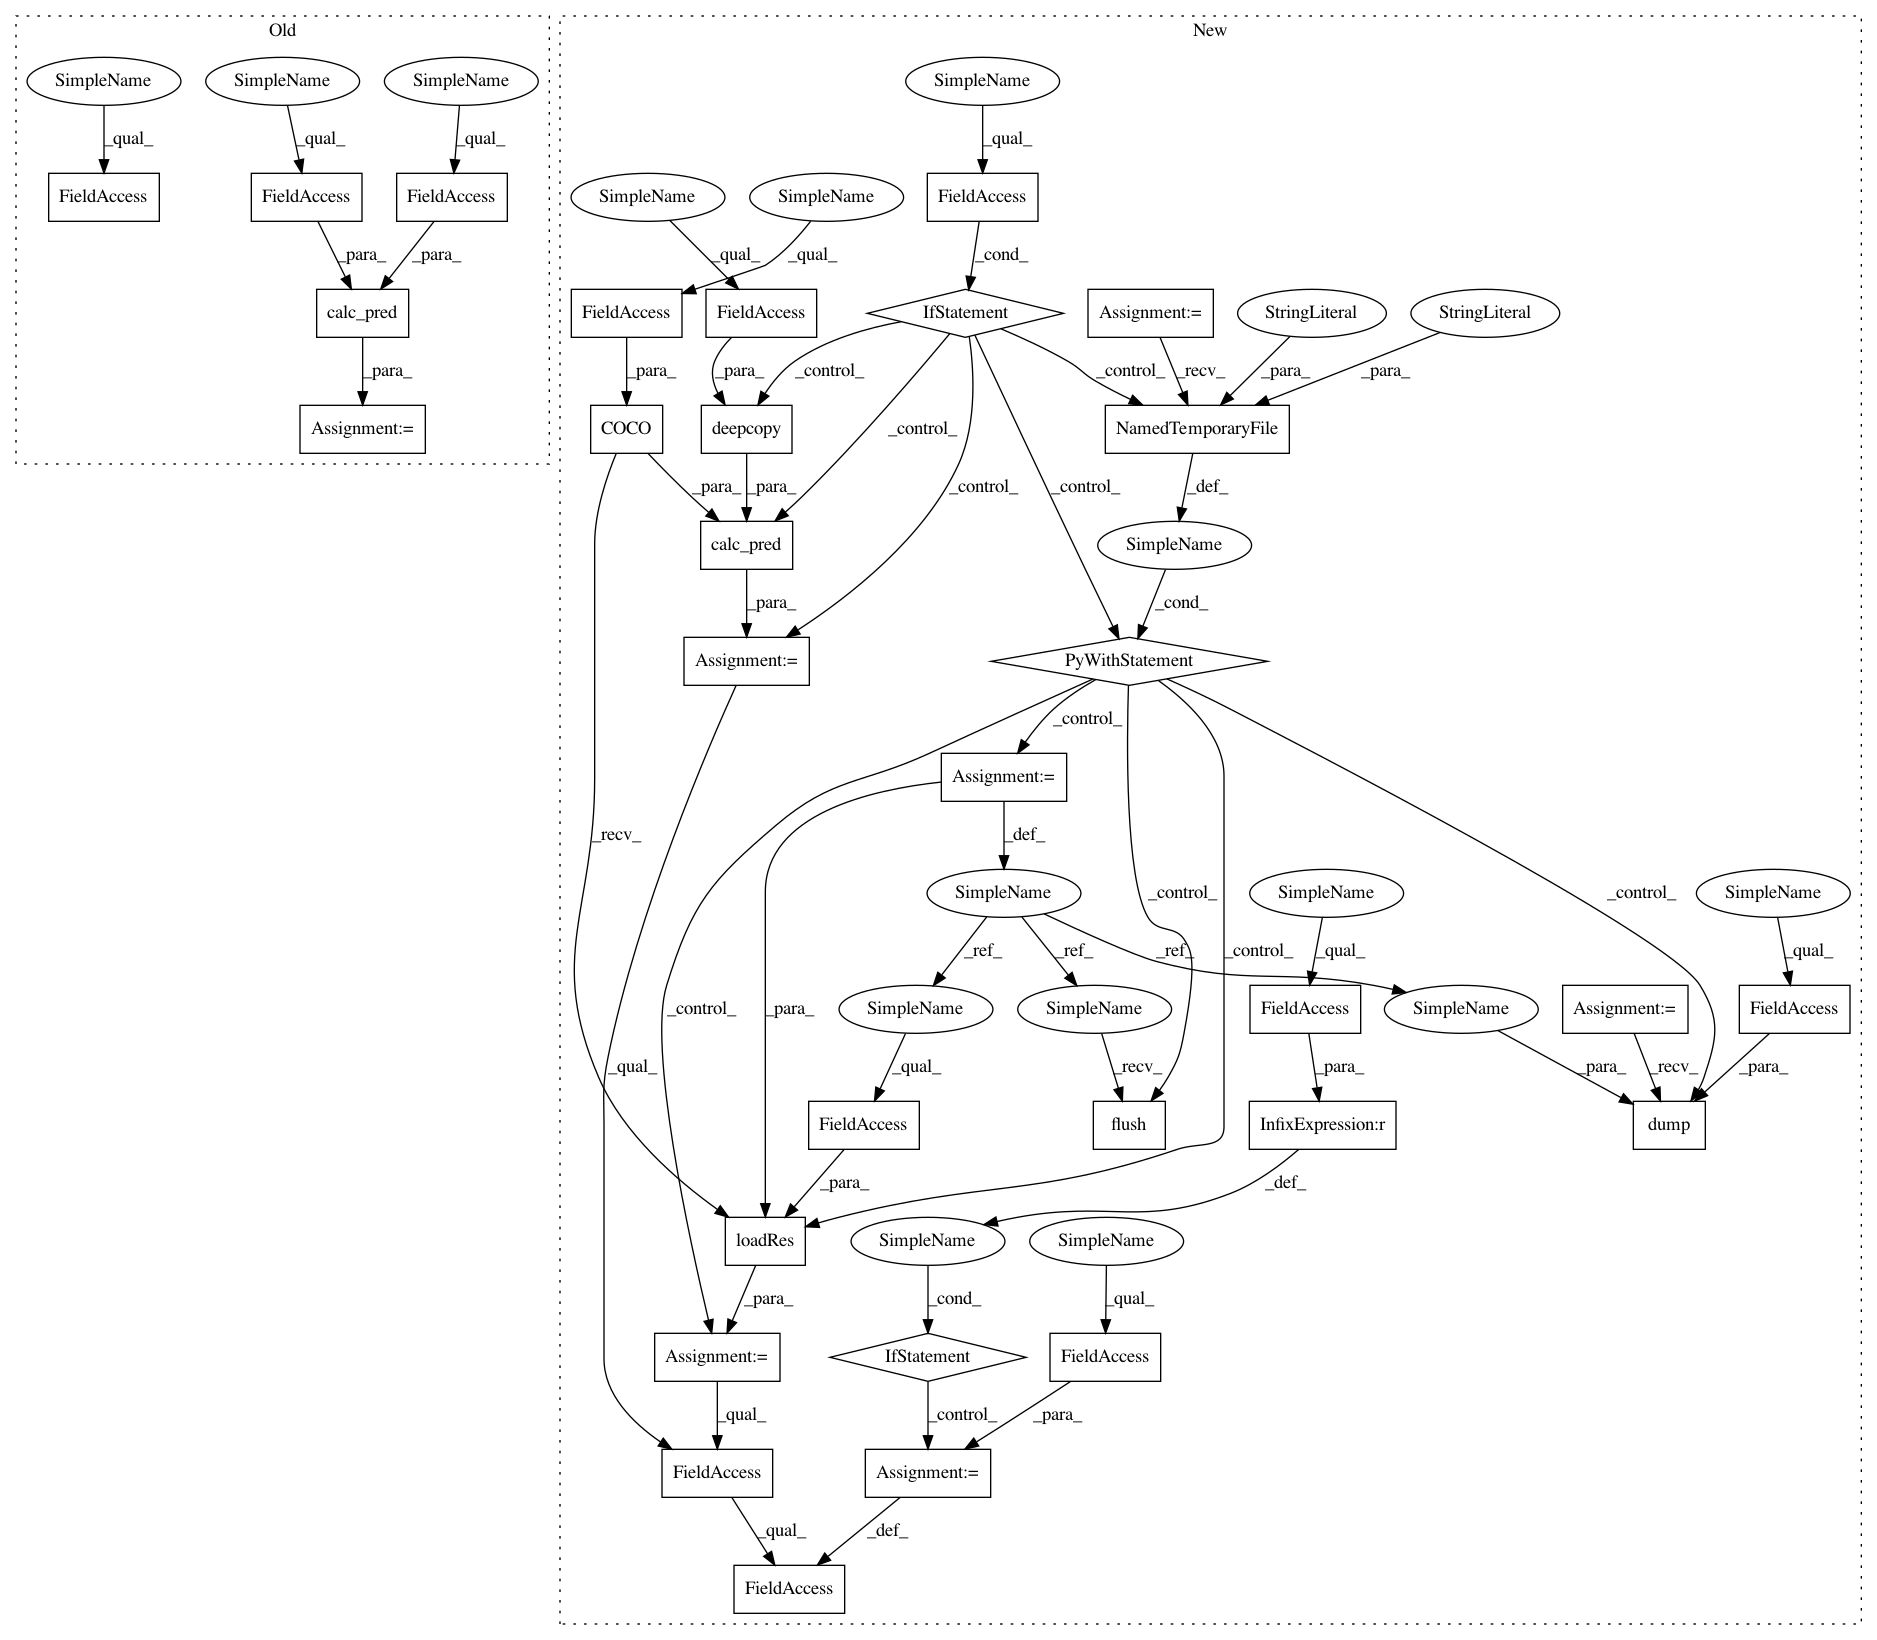 Old
New
SimpleName
SimpleName
SimpleName
SimpleName
_qual_
_qual_
_qual_
_qual_
FieldAccess
FieldAccess
FieldAccess
SimpleName
SimpleName
FieldAccess
_para_
_para_
_qual_
_qual_
_cond_
calc_pred
FieldAccess
FieldAccess
IfStatement
Assignment:=
StringLiteral
StringLiteral
_para_
_para_
_para_
_control_
_control_
_recv_
_para_
_para_
Assignment:=
COCO
deepcopy
_control_
NamedTemporaryFile
_para_
_para_
_control_
_control_
_def_
calc_pred
SimpleName
_para_
_cond_
Assignment:=
PyWithStatement
_control_
Assignment:=
_recv_
_def_
SimpleName
_control_
SimpleName
_control_
SimpleName
_ref_
_ref_
_ref_
_control_
_qual_
_qual_
_control_
_para_
SimpleName
SimpleName
FieldAccess
SimpleName
Assignment:=
FieldAccess
_qual_
_qual_
_recv_
_para_
_para_
_recv_
_para_
FieldAccess
flush
InfixExpression:r
dump
_para_
_def_
loadRes
SimpleName
SimpleName
_para_
_cond_
_qual_
Assignment:=
IfStatement
FieldAccess
_qual_
_control_
_para_
FieldAccess
Assignment:=
_qual_
_def_
FieldAccess